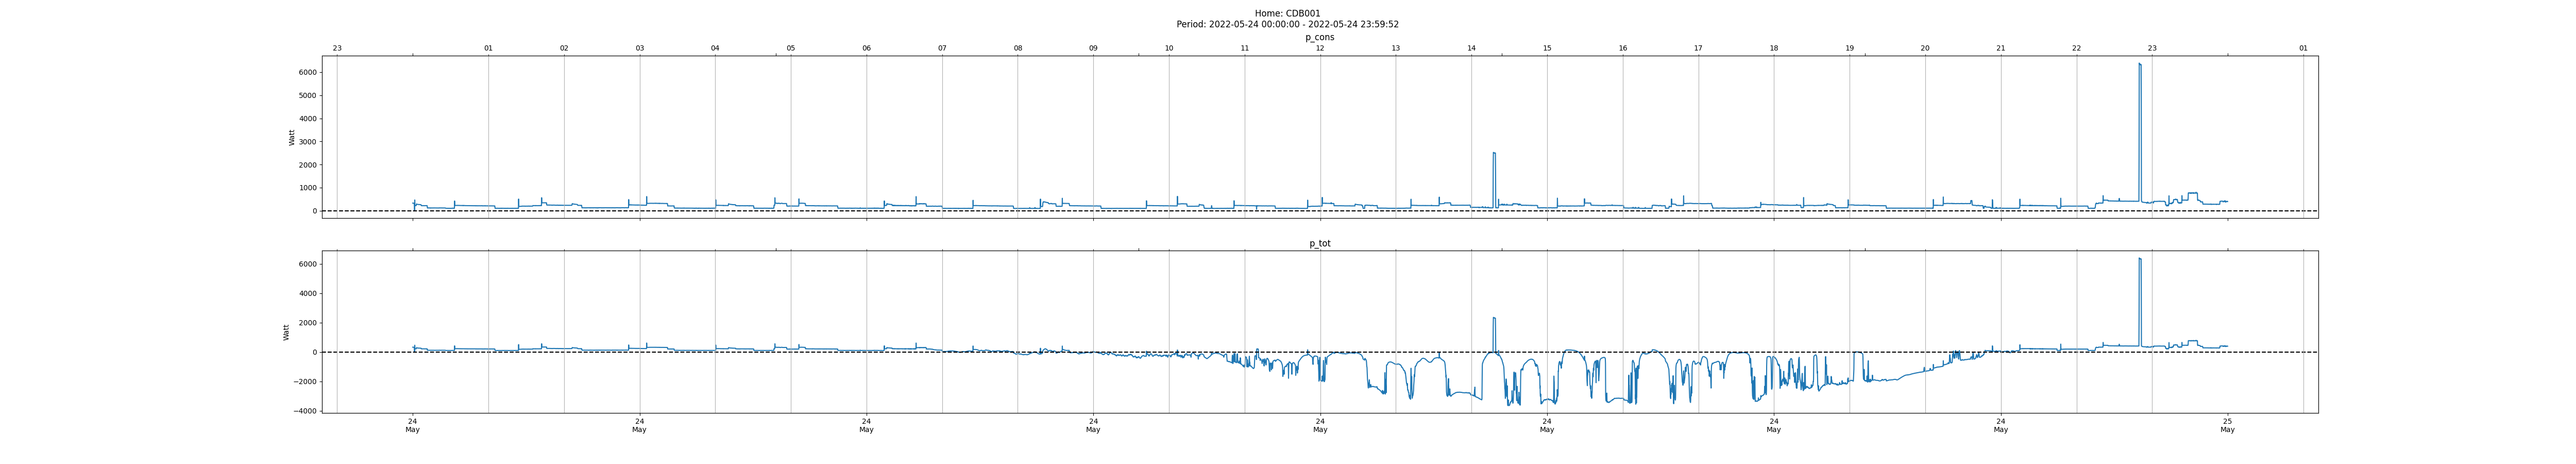 Home: CDB001
Period: 2022-05-24 00:00:00 - 2022-05-24 23:59:52
p_cons
23 01 02 03 04 05 06 07 08 09 10 11 12 13 14 15 16 17 18 19 20 21 22 23 01
6000
5000
4000
3000
2000
1000
0
Watt
p_tot
6000
4000
2000
0
−2000
−4000
Watt
24 24 24 24 24 24 24 24 25
May May May May May May May May May